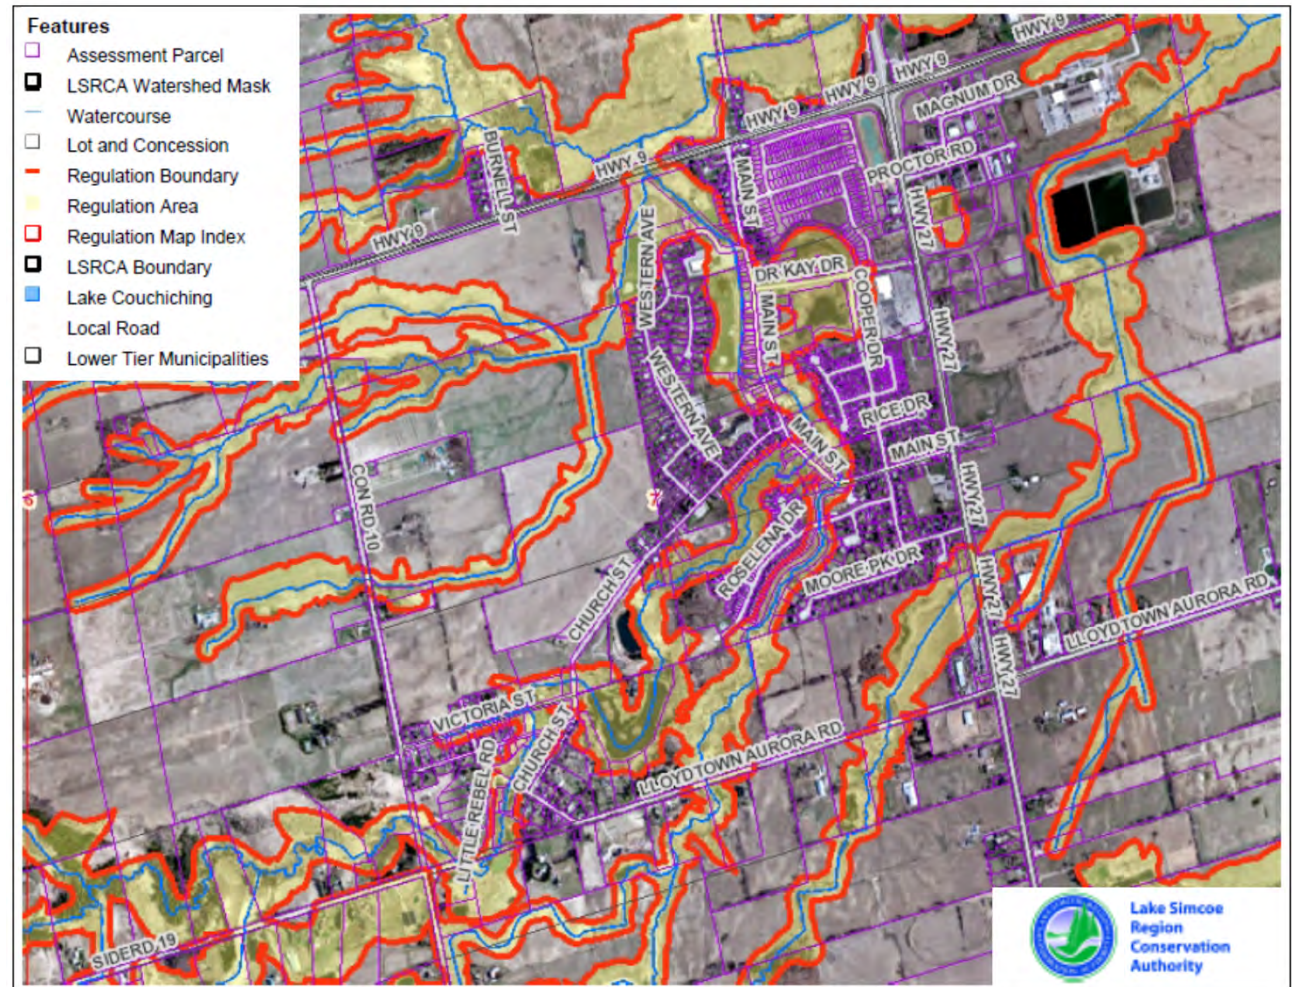 Features
Assessment Parcel
LSRCA Watershed Mask
Watercourse
Lot and Concession
Regulation Boundary
Regulation Area
Regulation Map Index
LSRCA Boundary
Lake Couchiching
Local Road
Lower Tier Municipalities
HWY 9
HWY 9
HWY 9
HWY 9
HWY 9
MAGNUM DR
PROCTOR RD
BURNELL ST
MAIN ST
HWY 27
WESTERN AVE
HWY 9
DR KAY DR
COOPER DR
MAIN ST
HWY 27
WESTERN AVE
RICE DR
MAIN ST
MAIN ST
CON RD 10
HWY 27
ROSELENA DR
MOORE PK DR
CHURCH ST
HWY 27
LLOYDTOWN AURORA RD
HWY 27
VICTORIA ST
CHURCH ST
LITTLE REBEL RD
LLOYDTOWN AURORA RD
SIDERD 19
Lake Simcoe
Region
Conservation
Authority